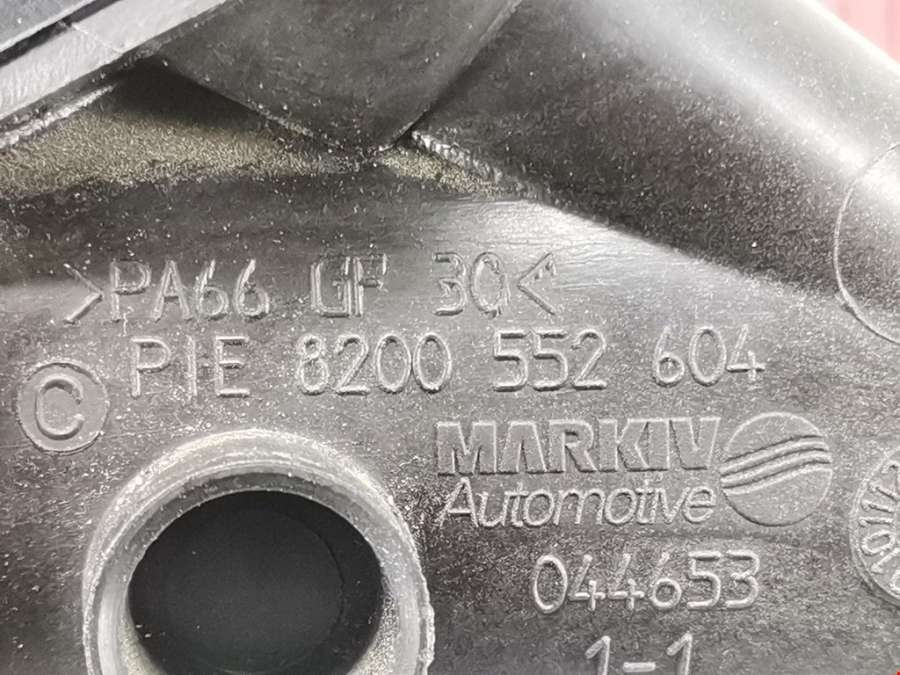 >PA66 GF 30<
PIE 8200 552 604
C
MARKIV
Automotive
044653
1-1